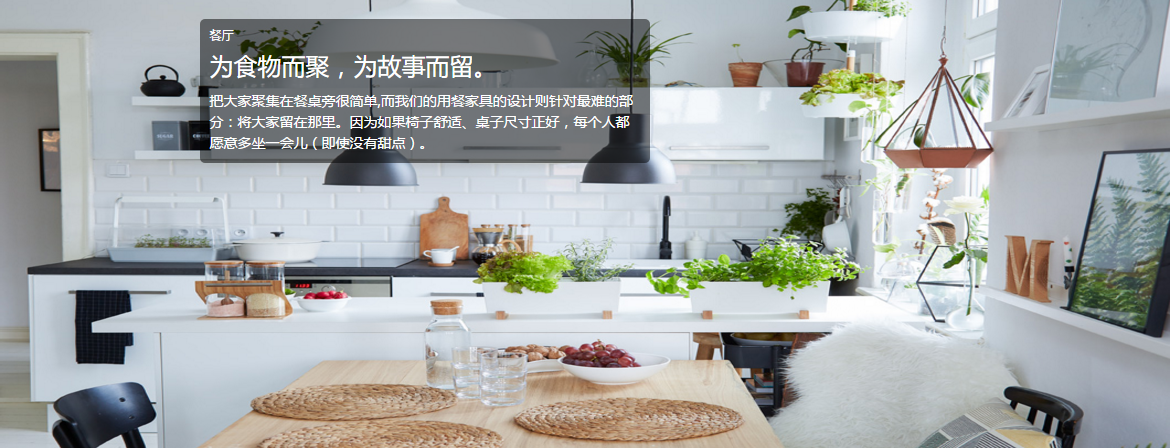 餐厅
为食物而聚，为故事而留。
把大家聚集在餐桌旁很简单,而我们的用餐家具的设计则针对最难的部
分：将大家留在那里。因为如果椅子舒适、桌子尺寸正好，每个人都
愿意多坐一会儿（即使没有甜点）。
M